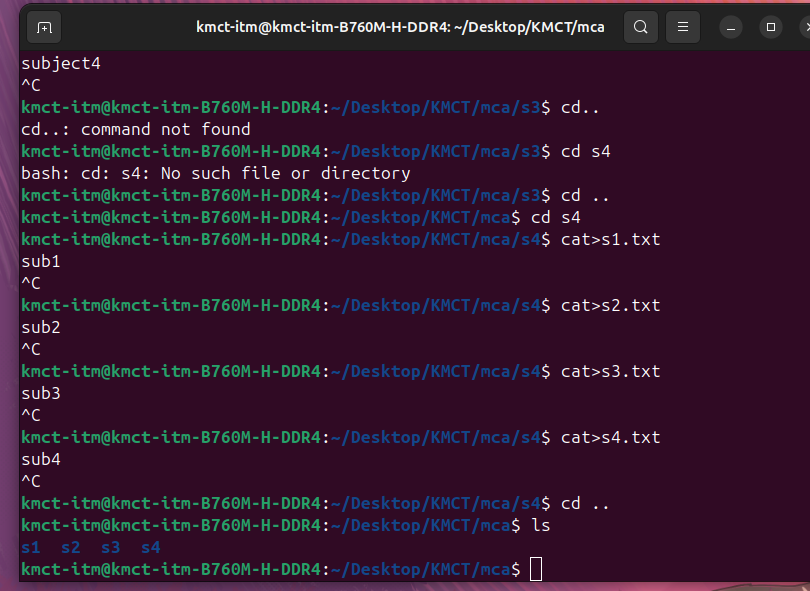 kmct-itm@kmct-itm-B760M-H-DDR4: ~/Desktop/KMCT/mca
subject4
^C
kmct-itm@kmct-itm-B760M-H-DDR4:~/Desktop/KMCT/mca/s3$ cd..
cd..: command not found
kmct-itm@kmct-itm-B760M-H-DDR4:~/Desktop/KMCT/mca/s3$ cd s4
bash: cd: s4: No such file or directory
kmct-itm@kmct-itm-B760M-H-DDR4:~/Desktop/KMCT/mca/s3$ cd ..
kmct-itm@kmct-itm-B760M-H-DDR4:~/Desktop/KMCT/mca$ cd s4
kmct-itm@kmct-itm-B760M-H-DDR4:~/Desktop/KMCT/mca/s4$ cat>s1.txt
sub1
^C
kmct-itm@kmct-itm-B760M-H-DDR4:~/Desktop/KMCT/mca/s4$ cat>s2.txt
sub2
^C
kmct-itm@kmct-itm-B760M-H-DDR4:~/Desktop/KMCT/mca/s4$ cat>s3.txt
sub3
^C
kmct-itm@kmct-itm-B760M-H-DDR4:~/Desktop/KMCT/mca/s4$ cat>s4.txt
sub4
^C
kmct-itm@kmct-itm-B760M-H-DDR4:~/Desktop/KMCT/mca/s4$ cd ..
kmct-itm@kmct-itm-B760M-H-DDR4:~/Desktop/KMCT/mca$ ls
s1  s2  s3  s4
kmct-itm@kmct-itm-B760M-H-DDR4:~/Desktop/KMCT/mca$